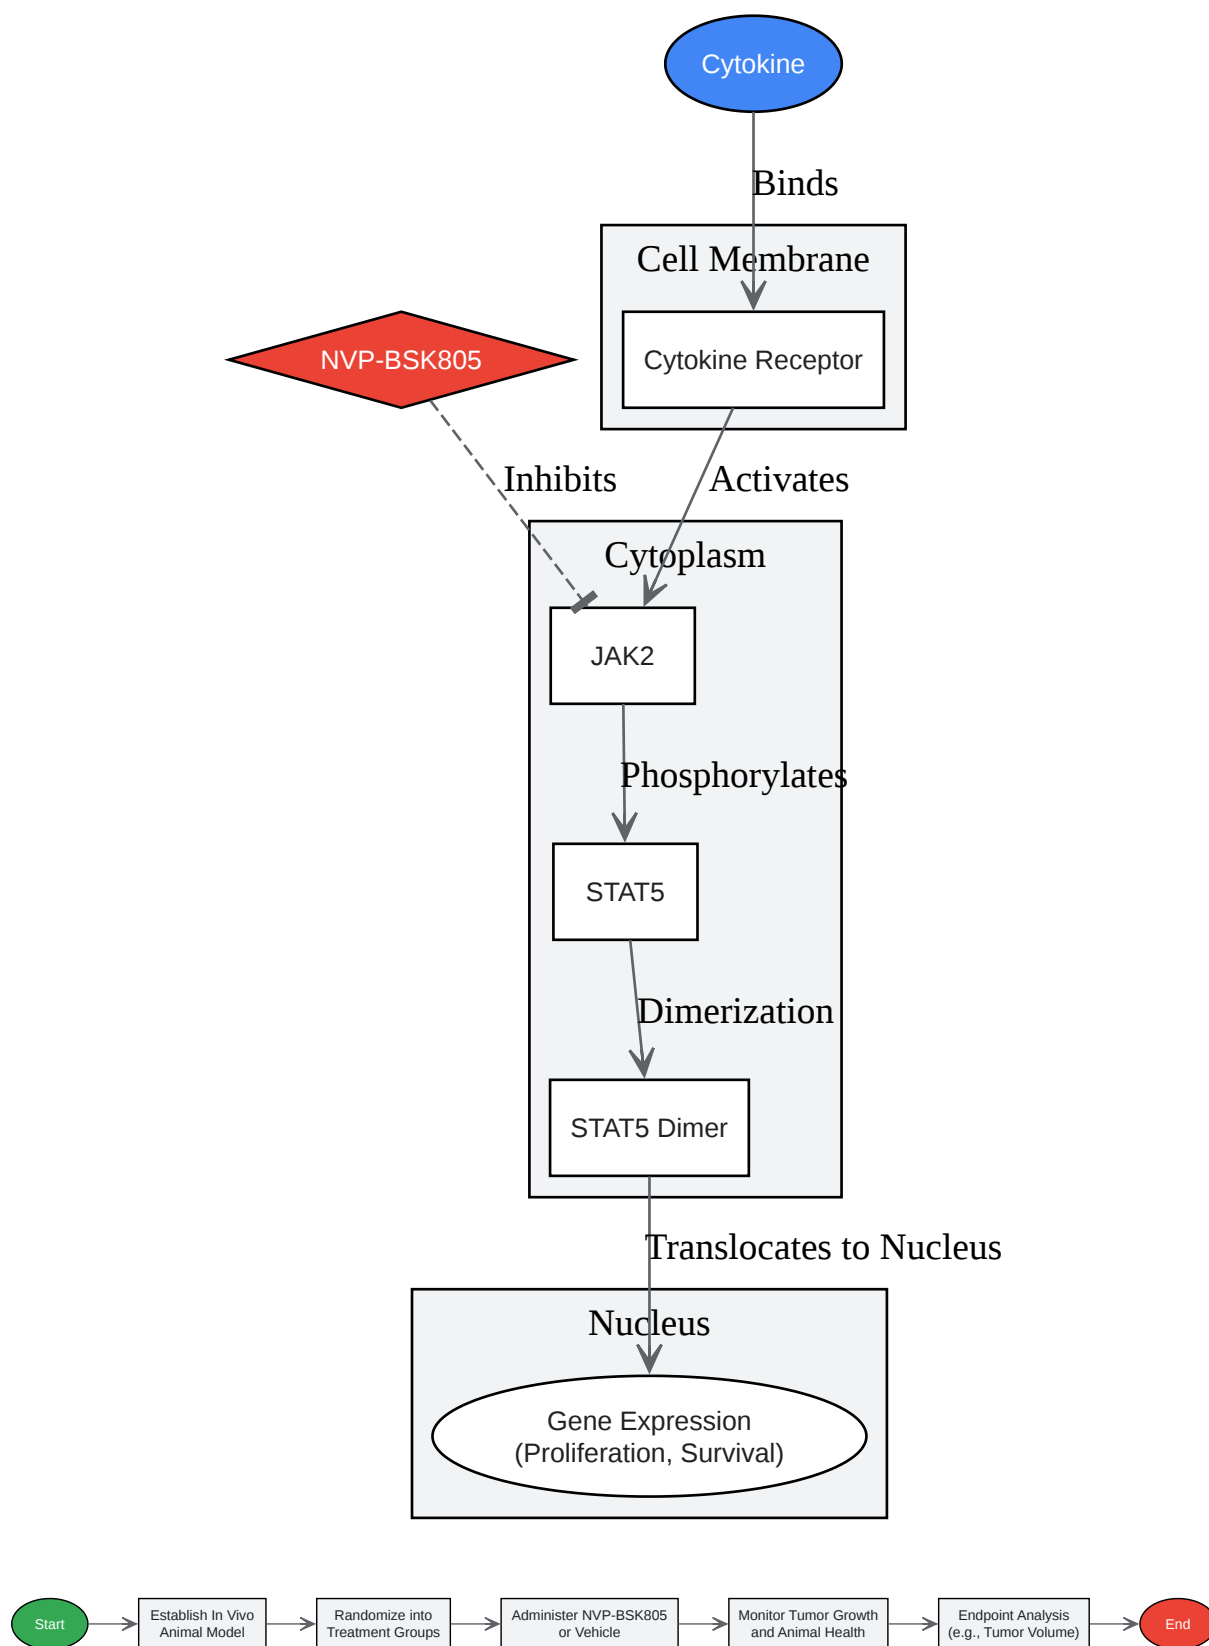 Cytokine
Binds
Cell Membrane
NVP-BSK805
Cytokine Receptor
Inhibits
Activates
Cytoplasm
JAK2
Phosphorylates
STAT5
Dimerization
STAT5 Dimer
Translocates to Nucleus
Nucleus
Gene Expression
(Proliferation, Survival)
Start
Establish In Vivo
Animal Model
Randomize into
Treatment Groups
Administer NVP-BSK805
or Vehicle
Monitor Tumor Growth
and Animal Health
Endpoint Analysis
(e.g., Tumor Volume)
End